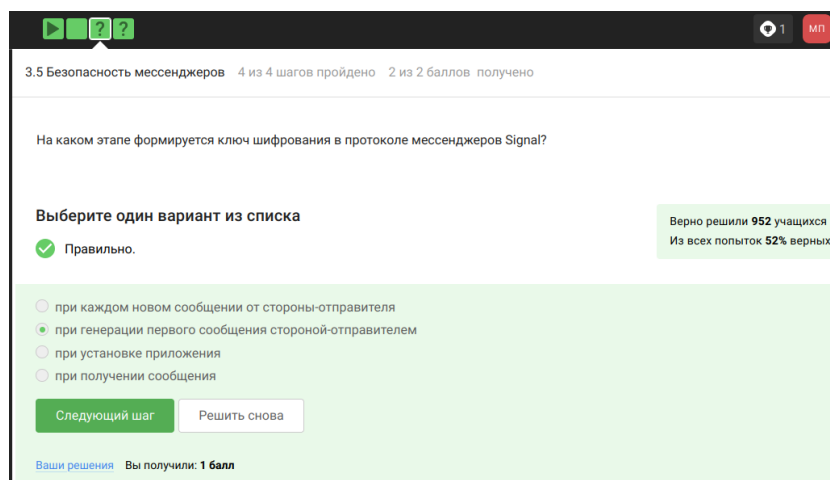 ? ?
1 МП
3.5 Безопасность мессенджеров 4 из 4 шагов пройдено 2 из 2 баллов получено
На каком этапе формируется ключ шифрования в протоколе мессенджеров Signal?
Выберите один вариант из списка
Правильно.
Верно решили 952 учащихся
Из всех попыток 52% верных
при каждом новом сообщении от стороны-отправителя
при генерации первого сообщения стороной-отправителем
при установке приложения
при получении сообщения
Следующий шаг Решить снова
Ваши решения Вы получили: 1 балл